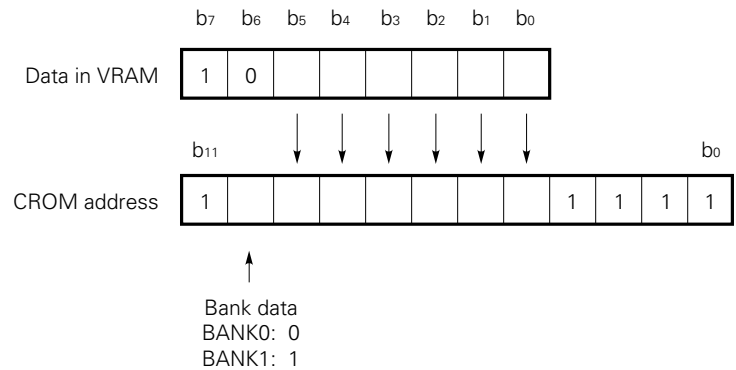 b7 b6 b5 b4 b3 b2 b1 b0
Data in VRAM 1 0
b11 b0
CROM address 1 1 1 1 1
Bank data
BANK0: 0
BANK1: 1